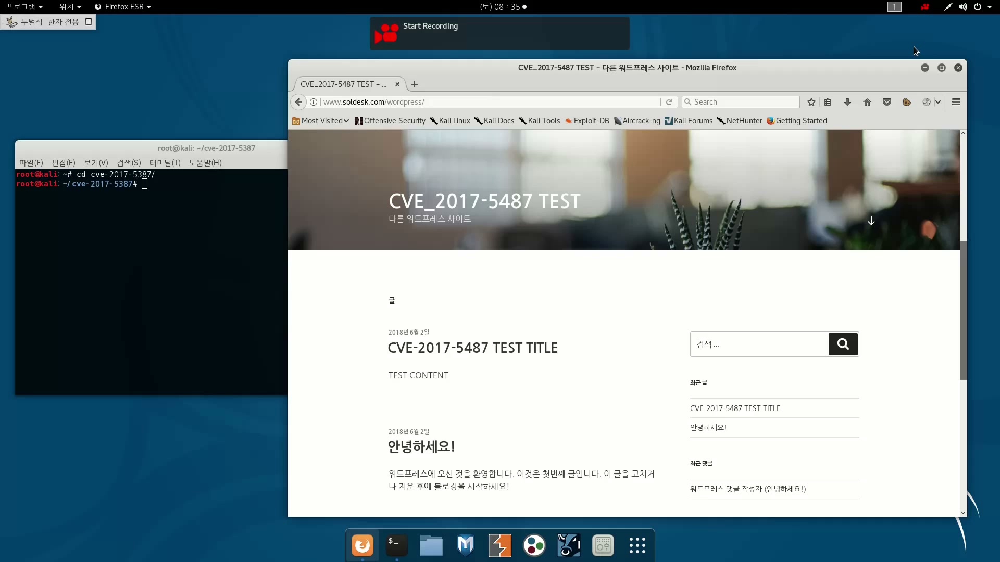 프로그램 위치 Firefox ESR (토) 08 : 35 1
두벌식 한자 전용
Start Recording
CVE_2017-5487 TEST – 다른 워드프레스 사이트 - Mozilla Firefox
CVE_2017-5487 TEST – ...
www.soldesk.com/wordpress/ Search
Most Visited Offensive Security Kali Linux Kali Docs Kali Tools Exploit-DB Aircrack-ng Kali Forums NetHunter Getting Started
root@kali: ~/cve-2017-5387
파일(F) 편집(E) 보기(V) 검색(S) 터미널(T) 도움말(H)
root@kali:~# cd cve-2017-5387/
root@kali:~/cve-2017-5387#
CVE_2017-5487 TEST
다른 워드프레스 사이트
글
2018년 6월 2일
CVE-2017-5487 TEST TITLE
TEST CONTENT
2018년 6월 2일
안녕하세요!
워드프레스에 오신 것을 환영합니다. 이것은 첫번째 글입니다. 이 글을 고치거
나 지운 후에 블로깅을 시작하세요!
검색 ...
최근 글
CVE-2017-5487 TEST TITLE
안녕하세요!
최근 댓글
워드프레스 댓글 작성자 (안녕하세요!)
$_